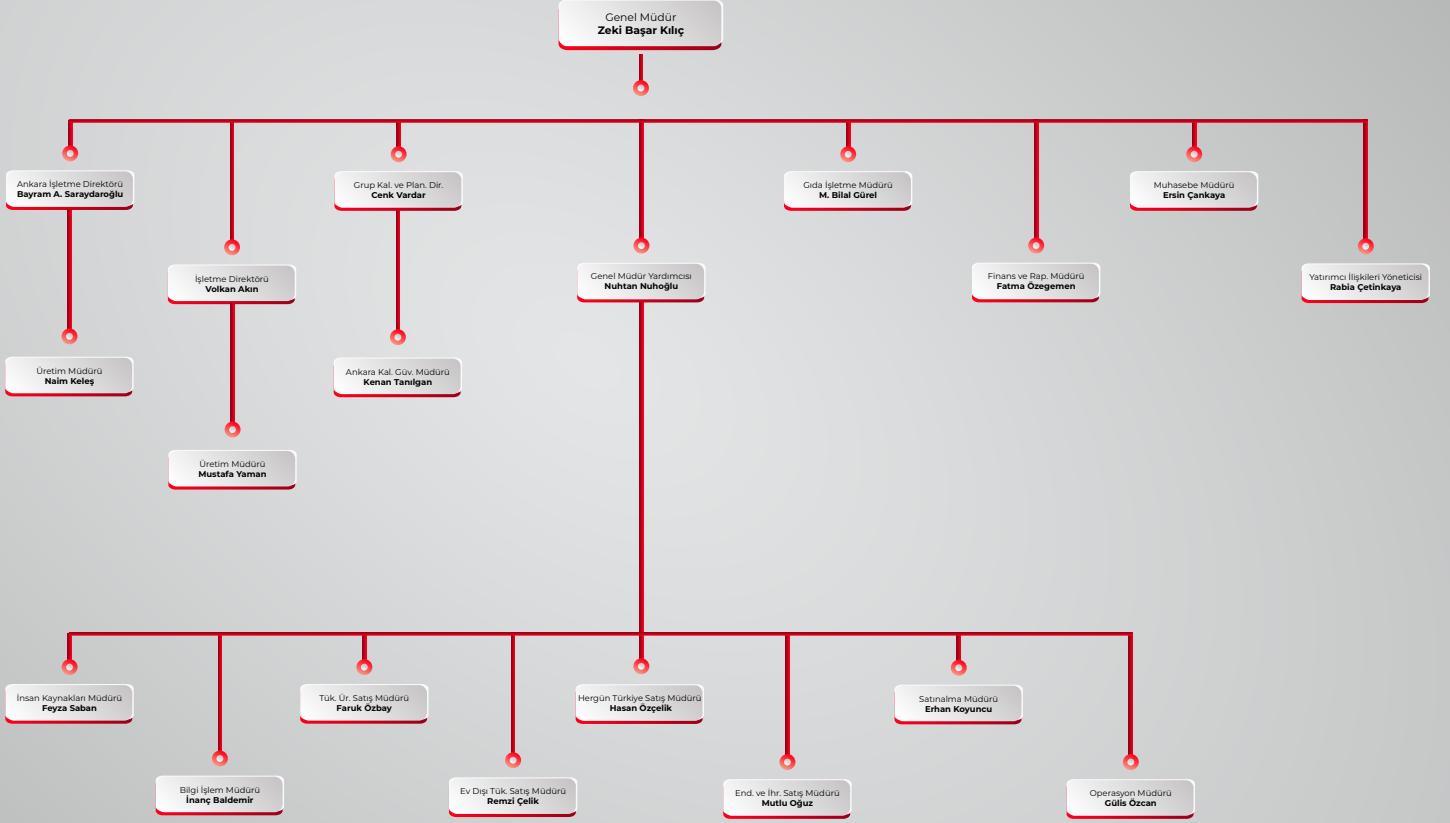 Genel Müdür
Zeki Başar Kılıç
Ankara İşletme Direktörü
Bayram A. Saraydaroğlu
Grup Kal. ve Plan. Dir.
Cenk Vardar
Gıda İşletme Müdürü
M. Bilal Gürel
Muhasebe Müdürü
Ersin Çankaya
İşletme Direktörü
Volkan Akın
Genel Müdür Yardımcısı
Nuhtan Nuhoğlu
Finans ve Rap. Müdürü
Fatma Özegemen
Yatırımcı İlişkileri Yöneticisi
Rabia Çetinkaya
Üretim Müdürü
Naim Keleş
Ankara Kal. Güv. Müdürü
Kenan Tanılgan
Üretim Müdürü
Mustafa Yaman
İnsan Kaynakları Müdürü
Feyza Saban
Tük. Ür. Satış Müdürü
Faruk Özbay
Hergün Türkiye Satış Müdürü
Hasan Özçelik
Satınalma Müdürü
Erhan Koyuncu
Bilgi İşlem Müdürü
İnanç Baldemir
Ev Dışı Tük. Satış Müdürü
Remzi Çelik
End. ve İhr. Satış Müdürü
Mutlu Oğuz
Operasyon Müdürü
Gülis Özcan